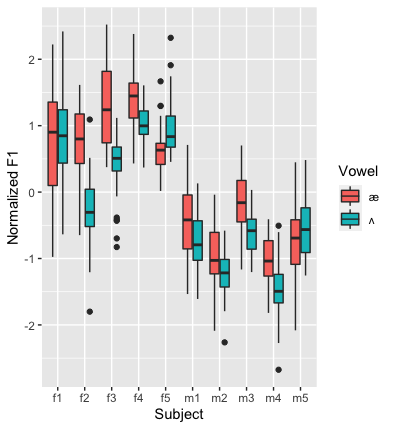 Normalized F1
2
1
0
-1
-2
f1 f2 f3 f4 f5 m1 m2 m3 m4 m5
Subject
Vowel
æ
ʌ